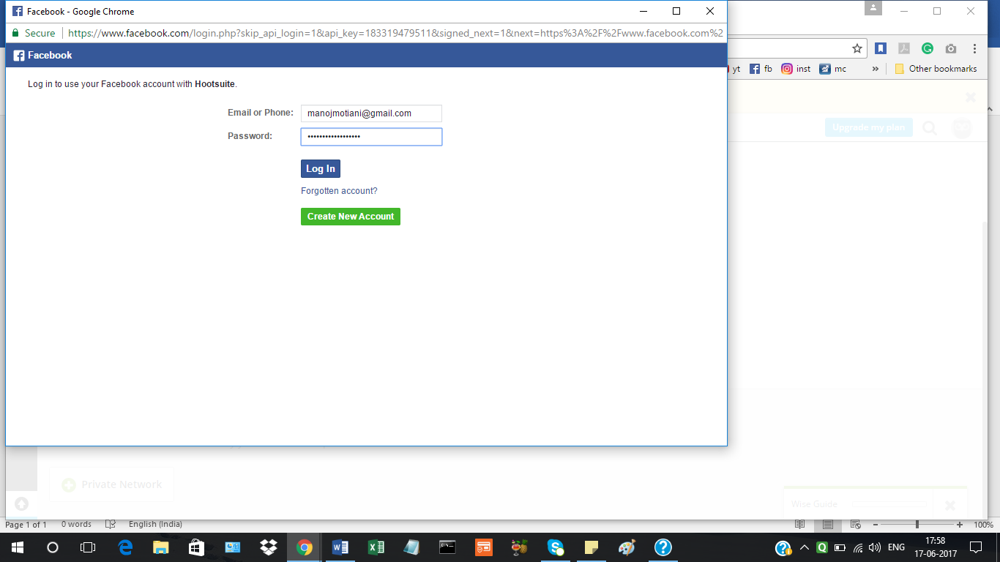 Facebook - Google Chrome
Secure https://www.facebook.com/login.php?skip_api_login=1&api_key=183319479511&signed_next=1&next=https%3A%2F%2Fwww.facebook.com%2
Facebook
yt fb inst mc » Other bookmarks
Log in to use your Facebook account with Hootsuite.
Email or Phone: manojmotiani@gmail.com
Password: ••••••••••••••••••
Upgrade my plan
Log In
Forgotten account?
Create New Account
Private Network
Wise Guide
Page 1 of 1 0 words English (India) 100%
ENG 17:58
17-06-2017